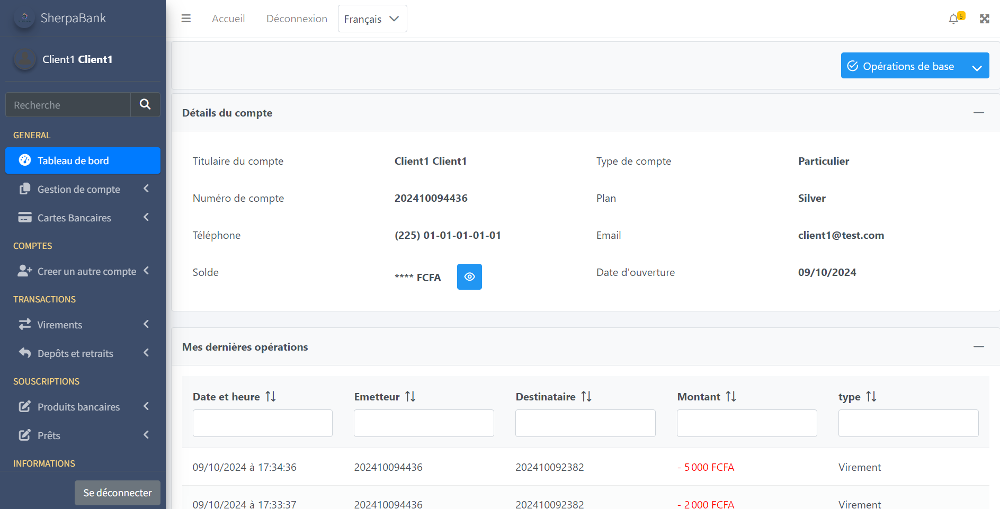 SherpaBank
Accueil
Déconnexion
Français
5
Client1 Client1
Opérations de base
Recherche
GENERAL
Tableau de bord
Gestion de compte
Cartes Bancaires
COMPTES
Creer un autre compte
TRANSACTIONS
Virements
Depôts et retraits
SOUSCRIPTIONS
Produits bancaires
Prêts
INFORMATIONS
Se déconnecter
Détails du compte
Titulaire du compte Client1 Client1 Type de compte Particulier
Numéro de compte 202410094436 Plan Silver
Téléphone (225) 01-01-01-01-01 Email client1@test.com
Solde **** FCFA Date d'ouverture 09/10/2024
Mes dernières opérations
Date et heure Emetteur Destinataire Montant type
09/10/2024 à 17:34:36 202410094436 202410092382 - 5 000 FCFA Virement
09/10/2024 à 17:33:37 202410094436 202410092382 - 2 000 FCFA Virement